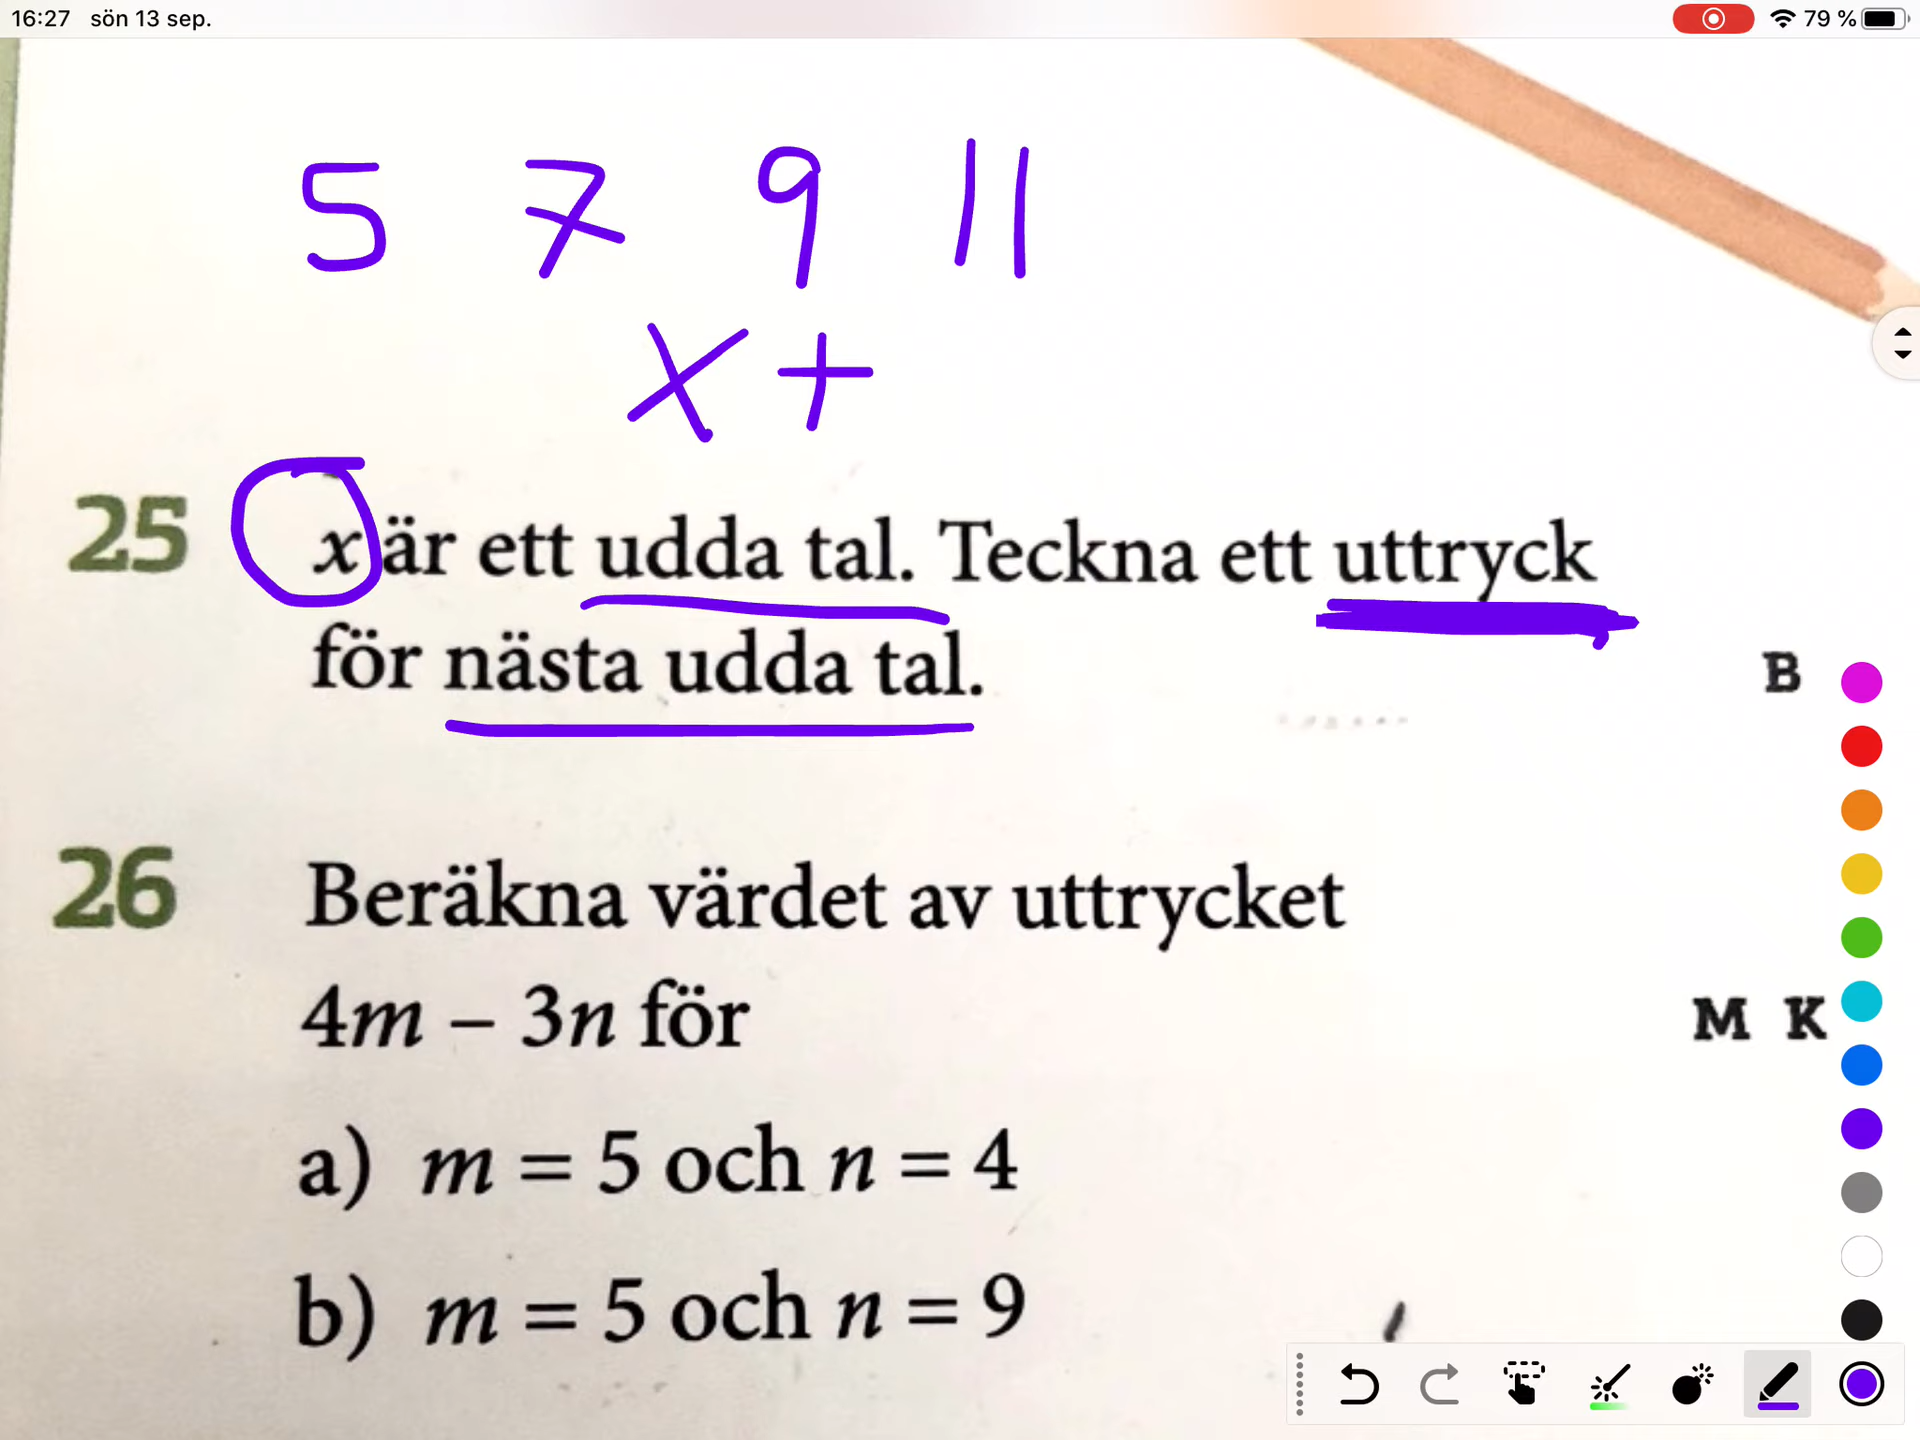 16:27 sön 13 sep. 79 %
5 7 9 11
x +
25 x är ett udda tal. Teckna ett uttryck
för nästa udda tal.
B
26 Beräkna värdet av uttrycket
4m – 3n för
M K
a) m = 5 och n = 4
b) m = 5 och n = 9